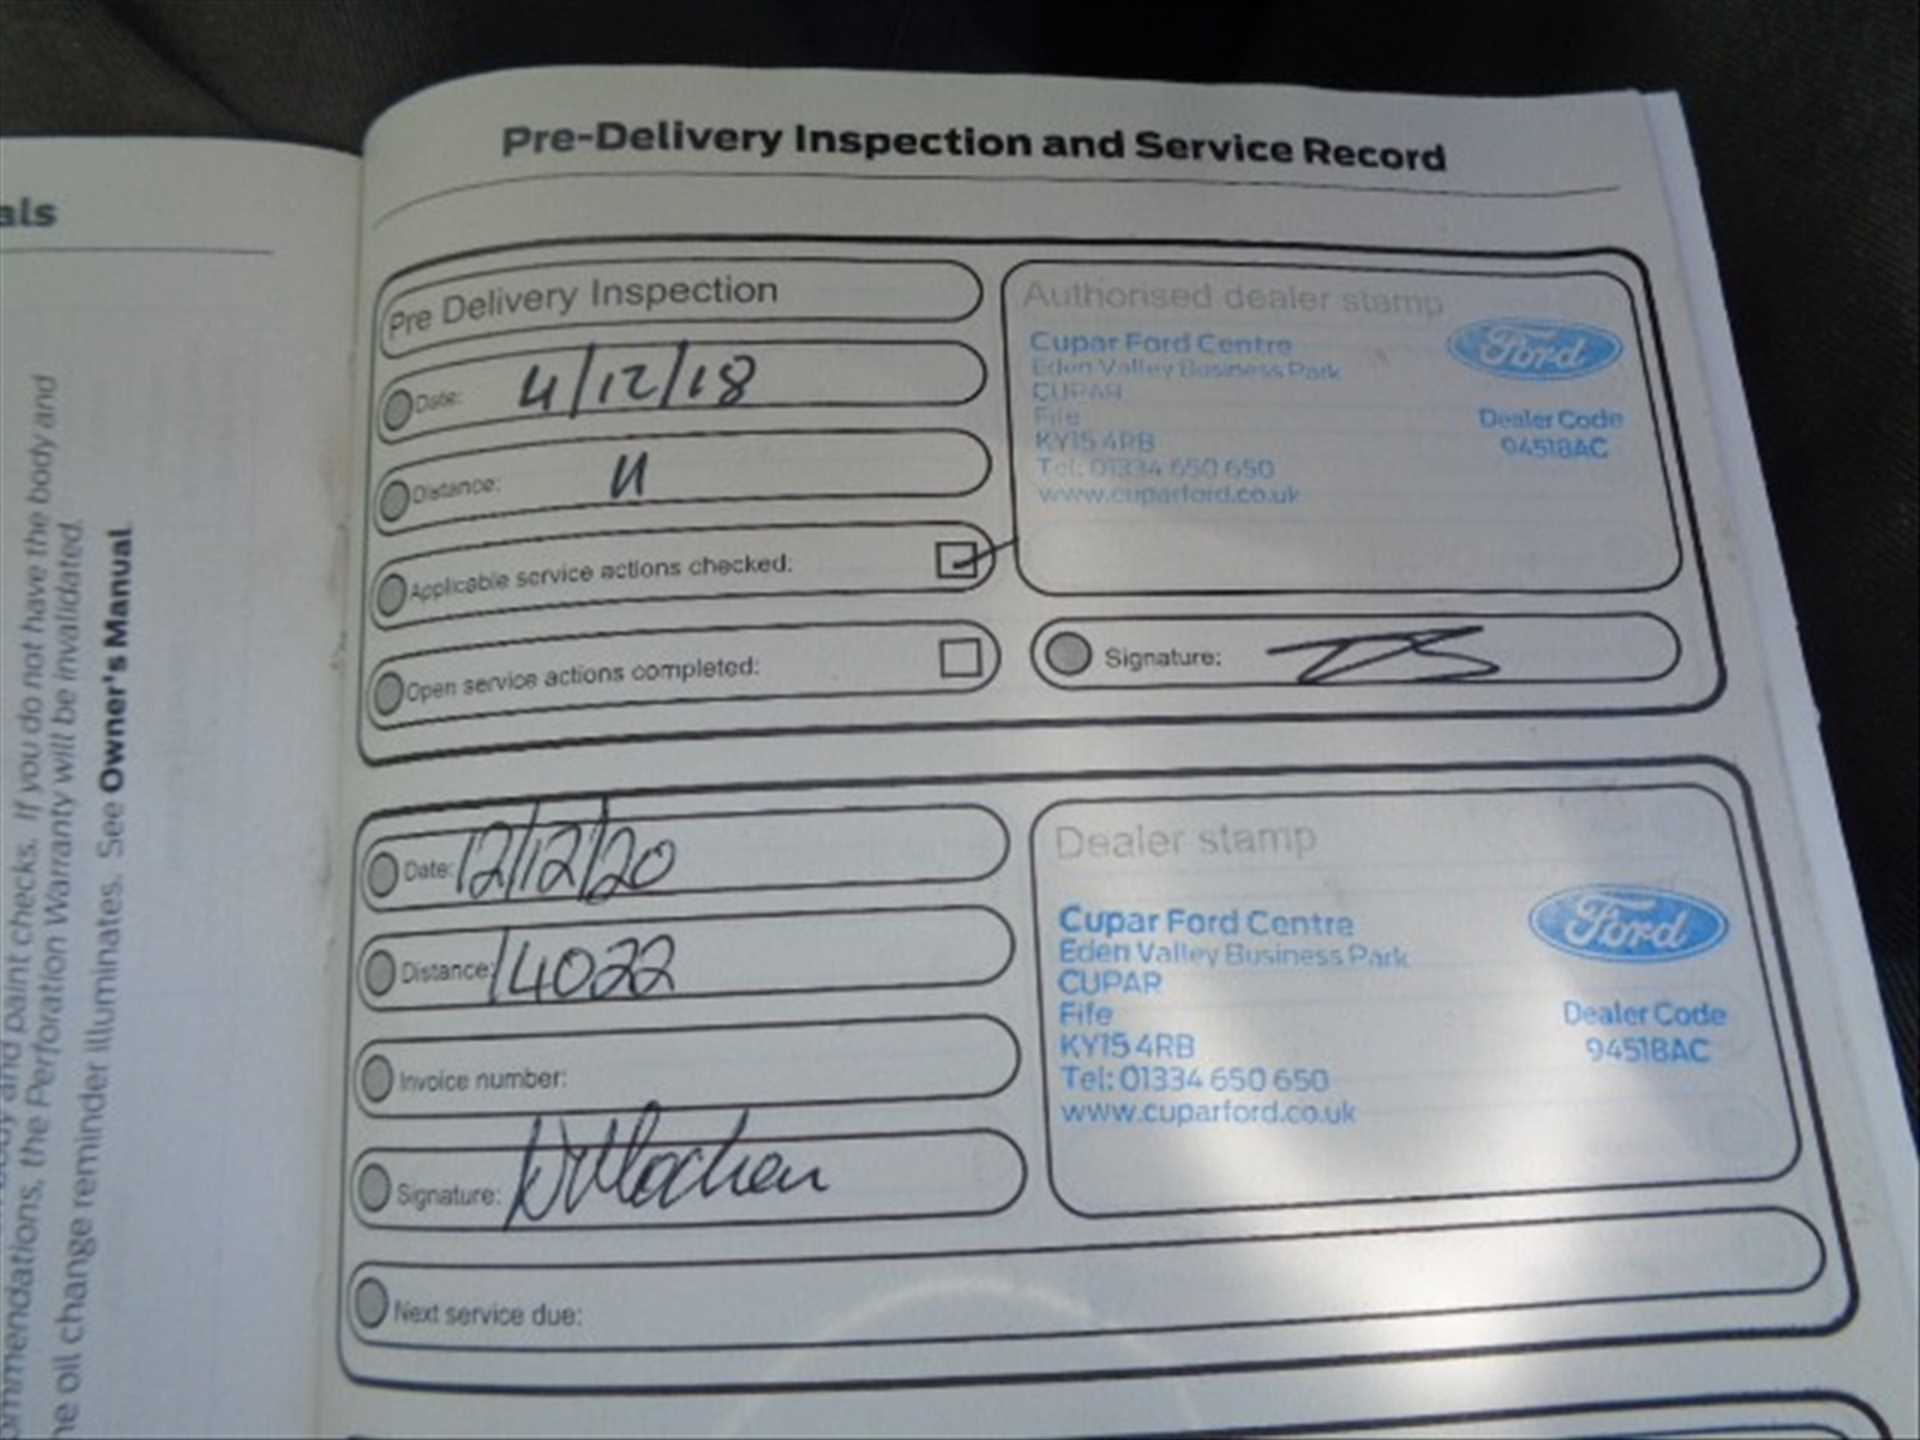 als
ommendations, the Perforation Warranty will be invalidated.
body and paint checks. If you do not have the body and
he oil change reminder illuminates. See Owner's Manual.
Pre-Delivery Inspection and Service Record
Pre Delivery Inspection
Date: 4/12/18
Distance:
Applicable service actions checked:
Open service actions completed:
Authorised dealer stamp
Cupar Ford Centre
Eden Valley Business Park
CUPAR
Fife
KY15 4RB
Tel: 01334 650 650
www.cuparford.co.uk
Ford
Dealer Code
94518AC
Signature:
Date: 12/12/20
Distance: 14022
Invoice number:
Signature:
Next service due:
Dealer stamp
Cupar Ford Centre
Eden Valley Business Park
CUPAR
Fife
KY15 4RB
Tel: 01334 650 650
www.cuparford.co.uk
Ford
Dealer Code
94518AC